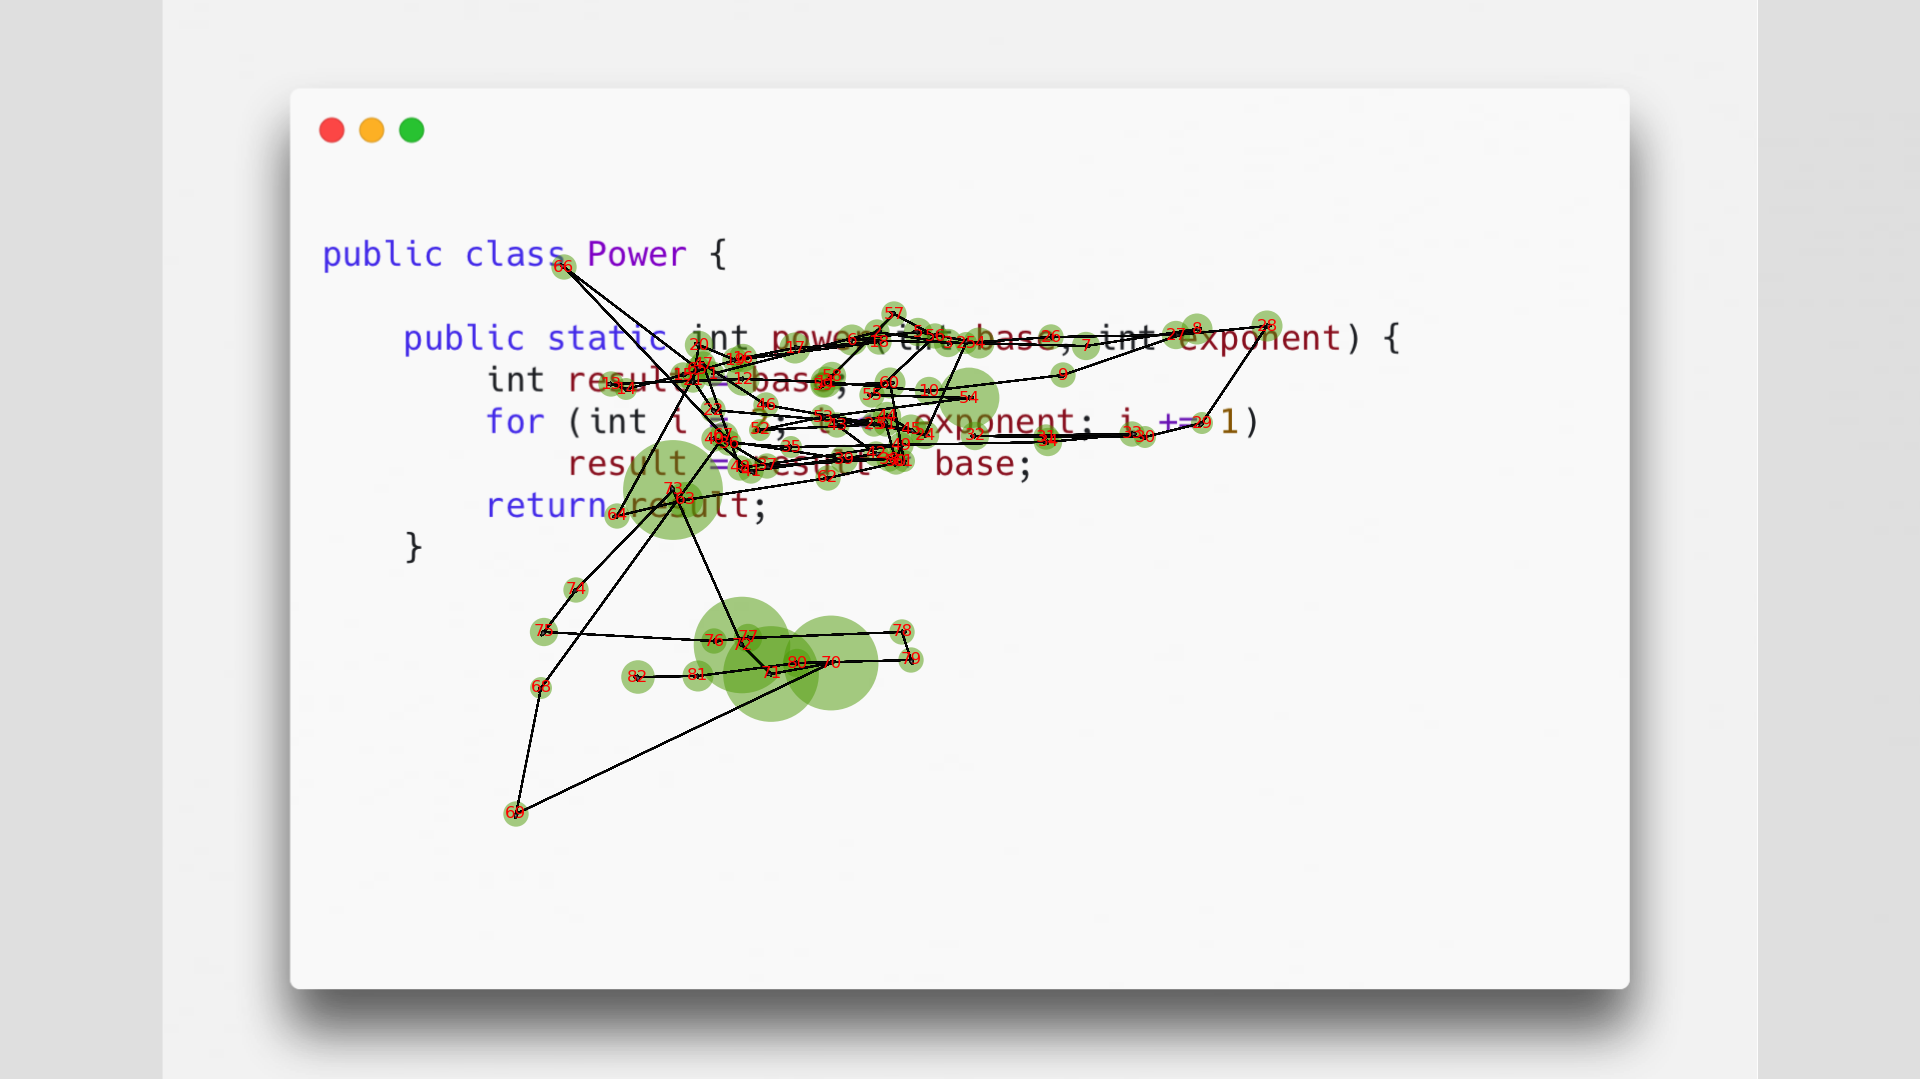 public class Power {
public static int power(int base, int exponent) {
int result = base;
for (int i = 2; exponent; i += 1)
result = result base;
return result;
}